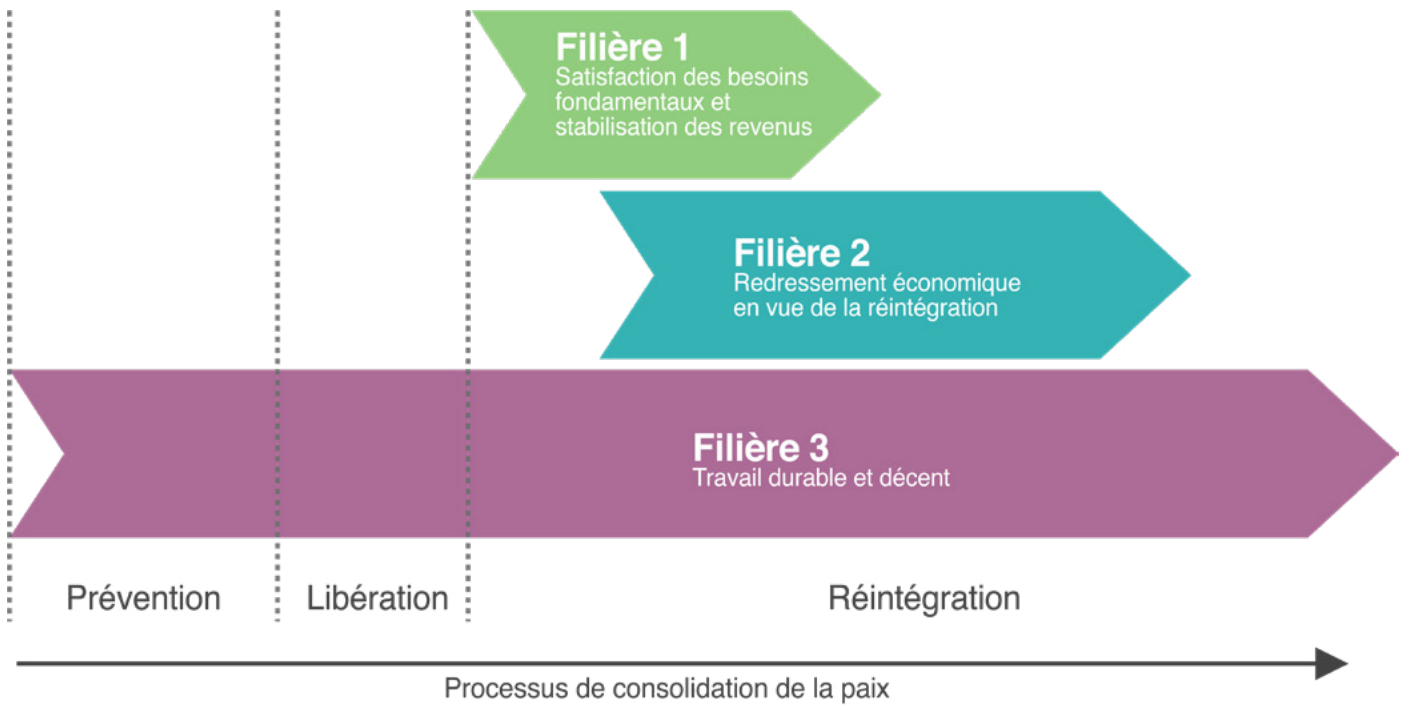 Filière 1
Satisfaction des besoins
fondamentaux et
stabilisation des revenus
Filière 2
Redressement économique
en vue de la réintégration
Filière 3
Travail durable et décent
Prévention
Libération
Réintégration
Processus de consolidation de la paix